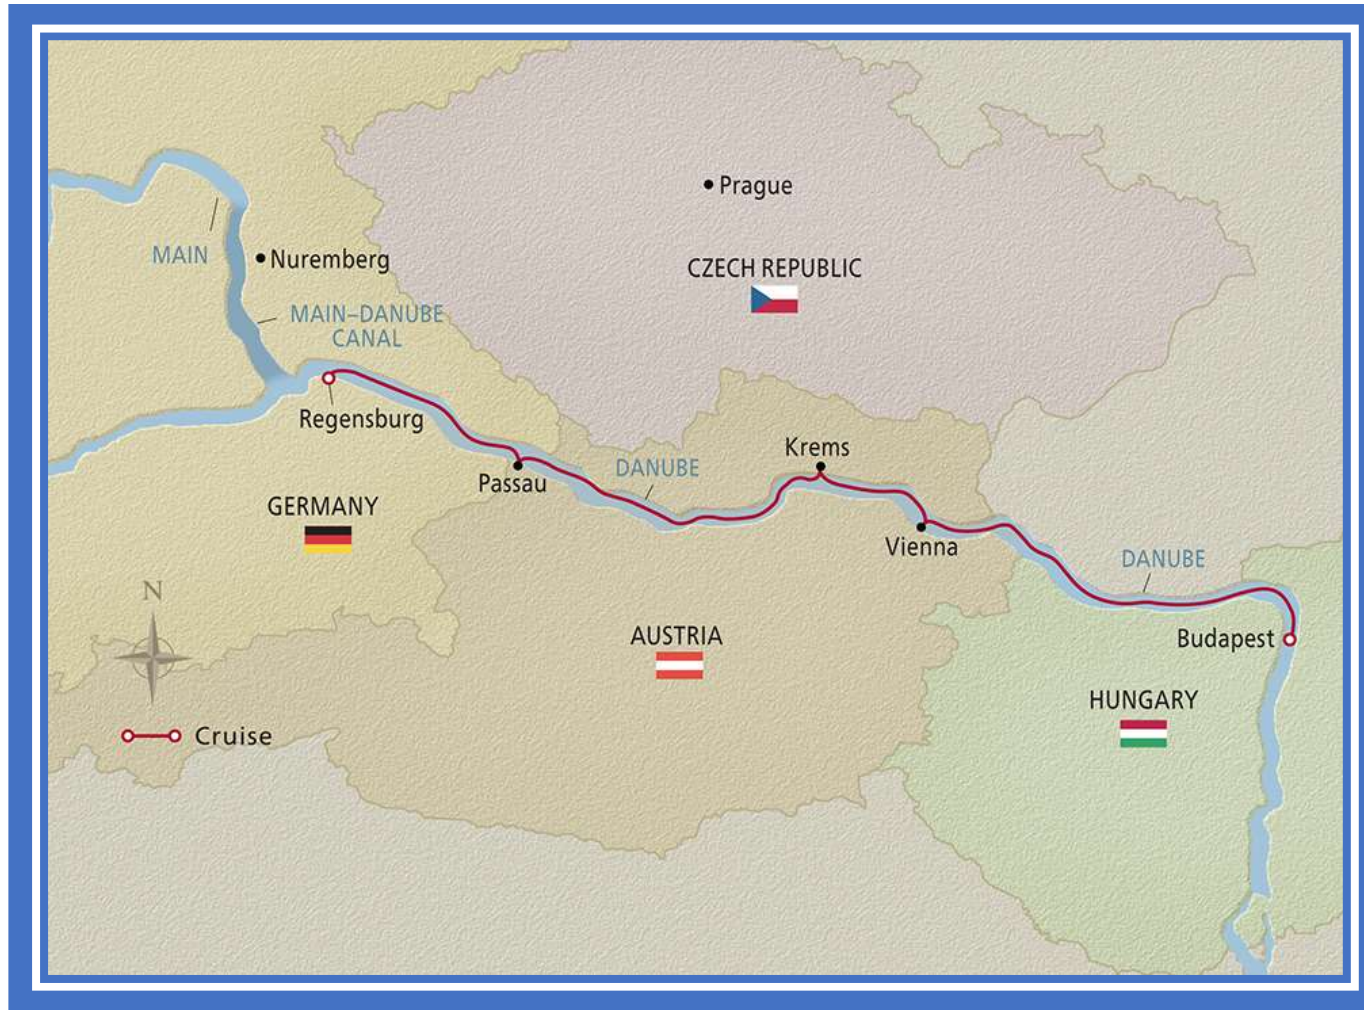 Prague
MAIN
Nuremberg
CZECH REPUBLIC
MAIN–DANUBE
CANAL
Regensburg
Krems
DANUBE
Passau
GERMANY
Vienna
DANUBE
N
AUSTRIA
Budapest
HUNGARY
Cruise